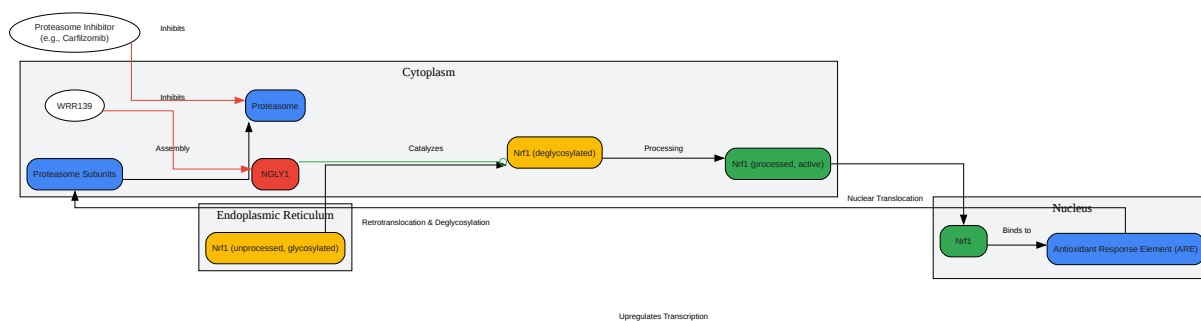 Proteasome Inhibitor
(e.g., Carfilzomib)
Inhibits
Cytoplasm
WRR139
Inhibits
Proteasome
Assembly
Catalyzes
Nrf1 (deglycosylated)
Processing
Nrf1 (processed, active)
Proteasome Subunits
NGLY1
Nuclear Translocation
Endoplasmic Reticulum
Retrotranslocation & Deglycosylation
Nucleus
Nrf1 (unprocessed, glycosylated)
Nrf1
Binds to
Antioxidant Response Element (ARE)
Upregulates Transcription